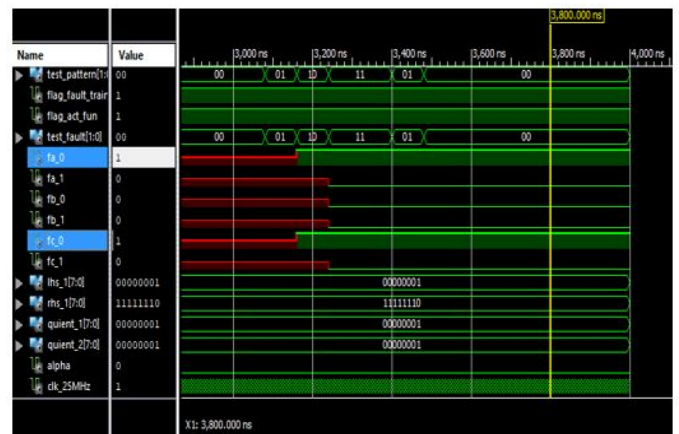 3,800.000 ns
Name Value
3,000 ns 3,200 ns 3,400 ns 3,600 ns 3,800 ns 4,000 ns
test_pattern[1: 00 00 01 10 11 01 00
flag_fault_train 1
flag_act_fun 1
test_fault[1:0] 00 00 01 10 11 01 00
fa_0 1
fa_1 0
fb_0 0
fb_1 0
fc_0 1
fc_1 0
lhs_1[7:0] 00000001 00000001
rhs_1[7:0] 11111110 11111110
quient_1[7:0] 00000001 00000001
quient_2[7:0] 00000001 00000001
alpha 0
clk_25MHz 1
X1: 3,800.000 ns